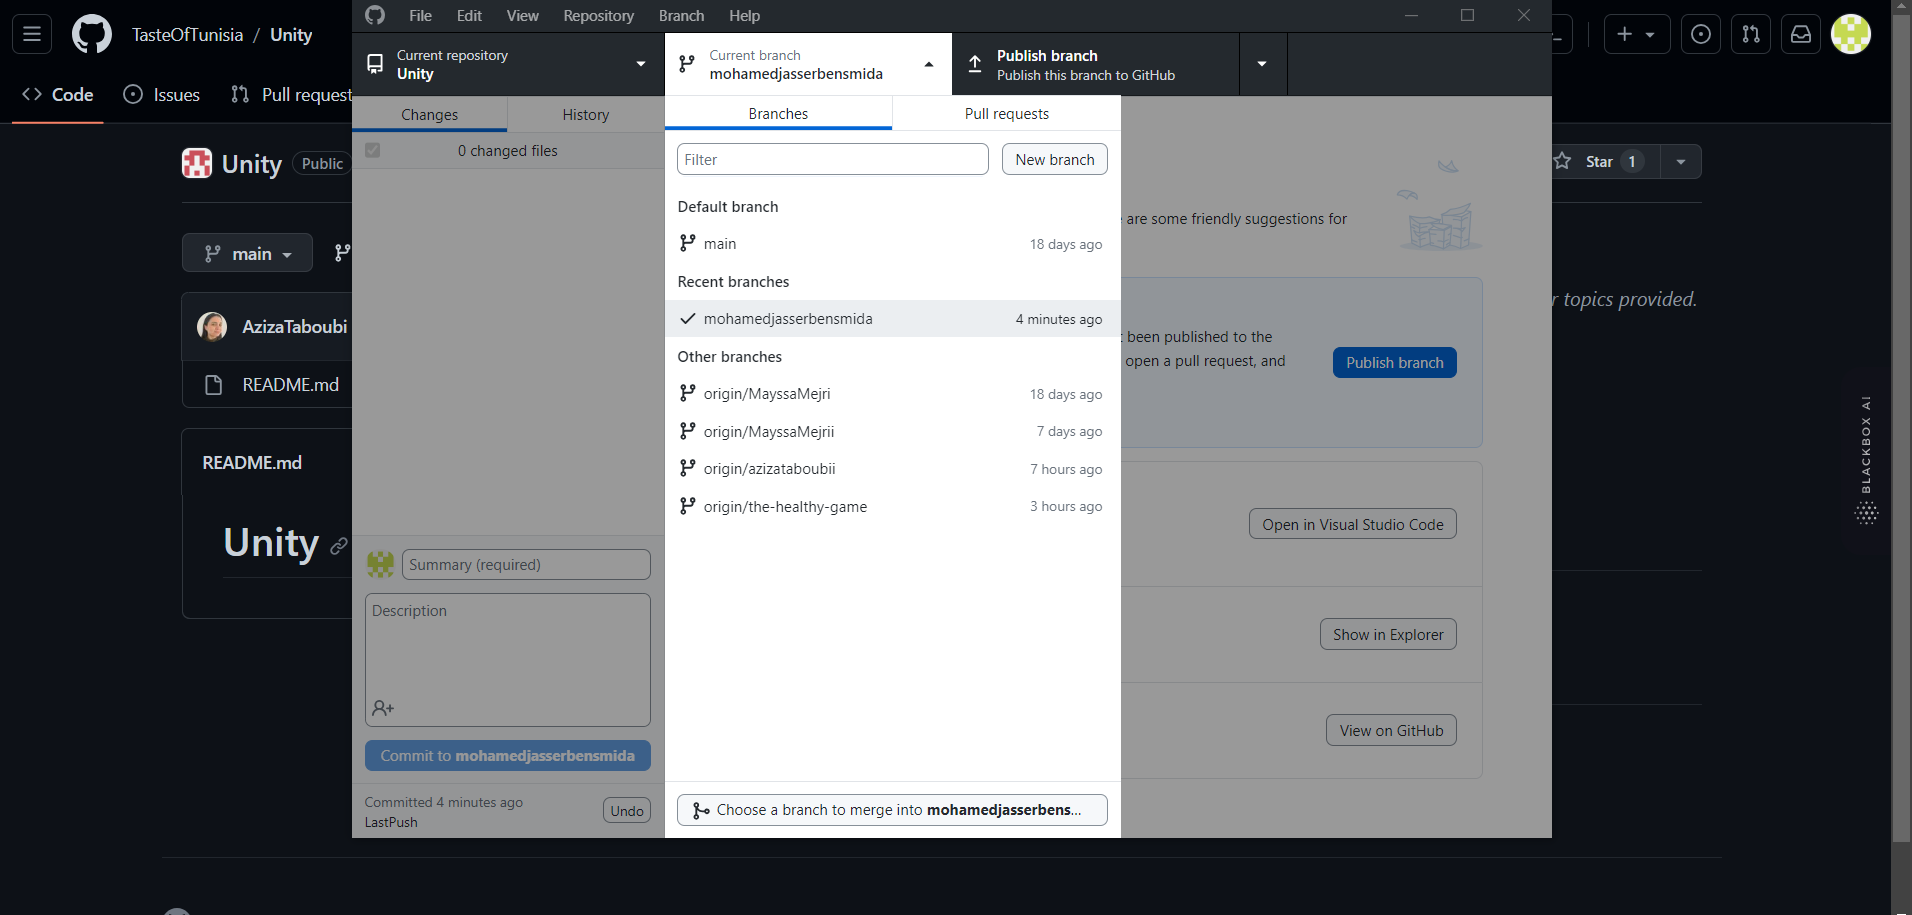 File Edit View Repository Branch Help
TasteOfTunisia / Unity
Current repository
Unity
Current branch
mohamedjasserbensmida
Publish branch
Publish this branch to GitHub
Code Issues Pull request
Changes History
Branches Pull requests
0 changed files
Filter
New branch
Unity Public
Star 1
Default branch
are some friendly suggestions for
main 18 days ago
main
Recent branches
r topics provided.
mohamedjasserbensmida 4 minutes ago
AzizaTaboubi
been published to the
open a pull request, and
Publish branch
Other branches
README.md
origin/MayssaMejri 18 days ago
origin/MayssaMejrii 7 days ago
origin/azizataboubii 7 hours ago
origin/the-healthy-game 3 hours ago
BLACKBOX AI
README.md
Unity
Open in Visual Studio Code
Summary (required)
Description
Show in Explorer
View on GitHub
Commit to mohamedjasserbensmida
Committed 4 minutes ago
LastPush
Undo
Choose a branch to merge into mohamedjasserbens...